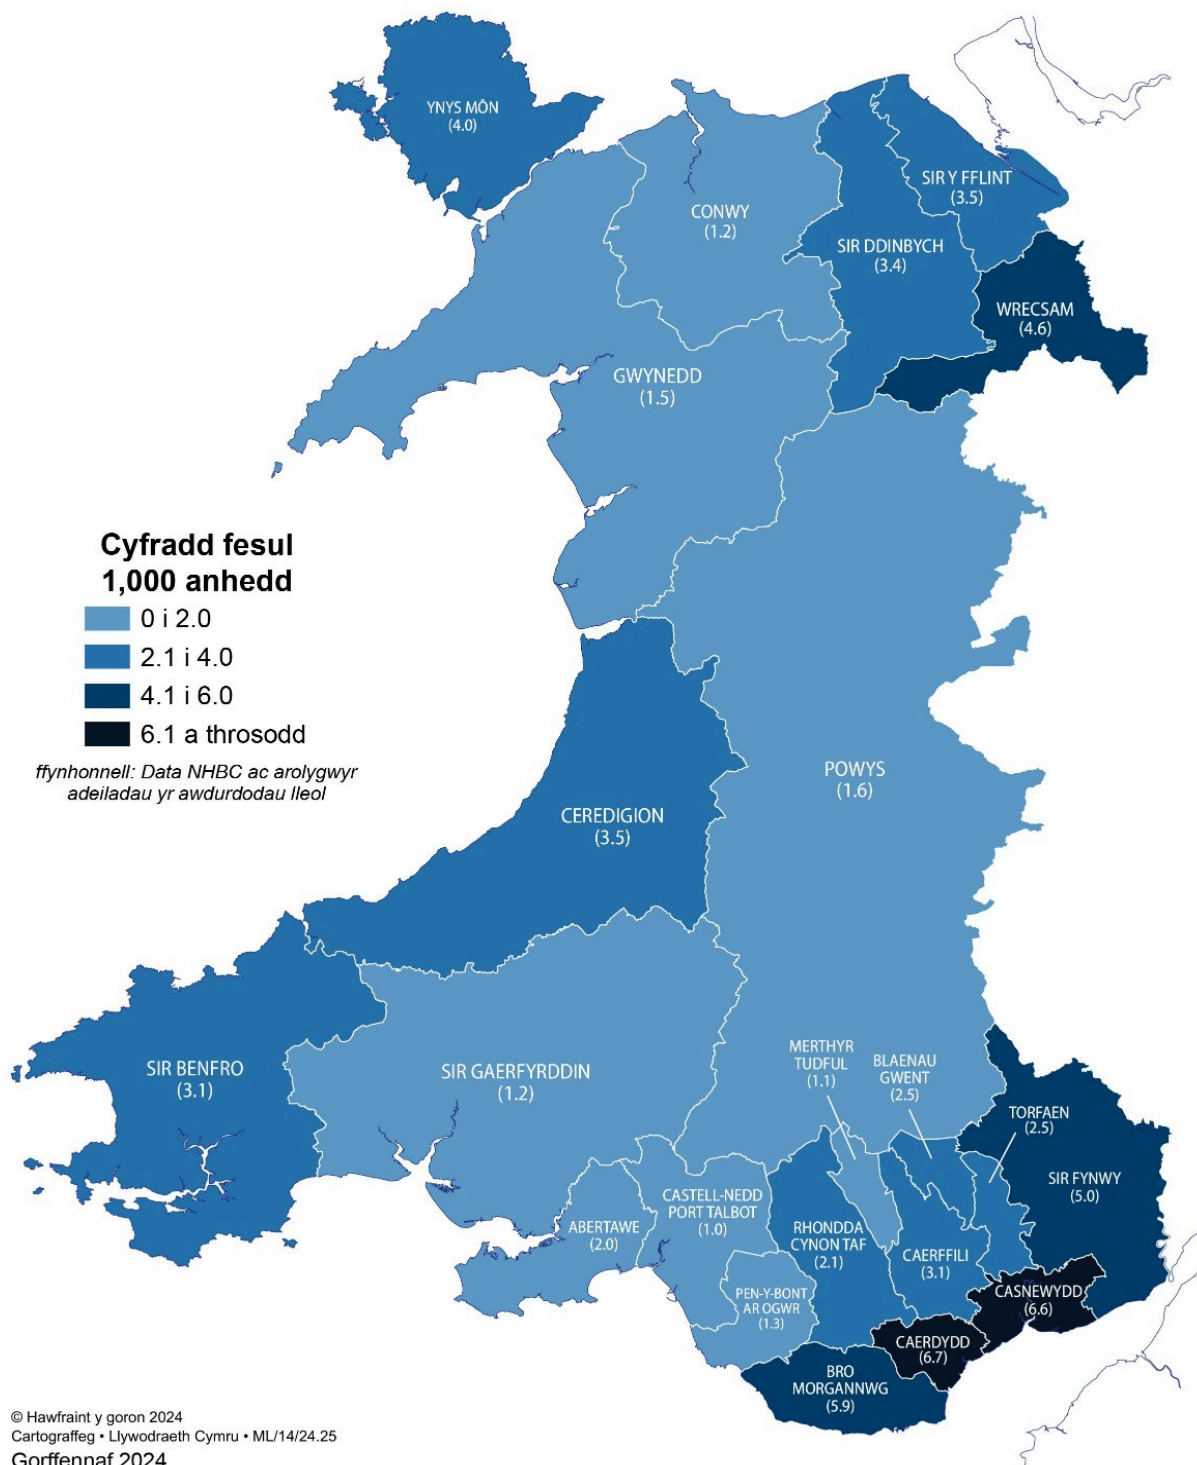 YNYS MÔN
(4.0)
CONWY
(1.2)
SIR Y FFLINT
(3.5)
SIR DDINBYCH
(3.4)
WRECSAM
(4.6)
GWYNEDD
(1.5)
Cyfradd fesul
1,000 anhedd
0 i 2.0
2.1 i 4.0
4.1 i 6.0
6.1 a throsodd
ffynhonnell: Data NHBC ac arolygwyr
adeiladau yr awdurdodau lleol
POWYS
(1.6)
CEREDIGION
(3.5)
SIR BENFRO
(3.1)
SIR GAERFYRDDIN
(1.2)
MERTHYR
TUDFUL
(1.1)
BLAENAU
GWENT
(2.5)
TORFAEN
(2.5)
SIR FYNWY
(5.0)
ABERTAWE
(2.0)
CASTELL-NEDD
PORT TALBOT
(1.0)
RHONDDA
CYNON TAF
(2.1)
CAERFFILI
(3.1)
PEN-Y-BONT
AR OGWR
(1.3)
CASNEWYDD
(6.6)
CAERDYDD
(6.7)
BRO
MORGANNWG
(5.9)
© Hawfraint y goron 2024
Cartograffeg • Llywodraeth Cymru • ML/14/24.25
Gorffennaf 2024